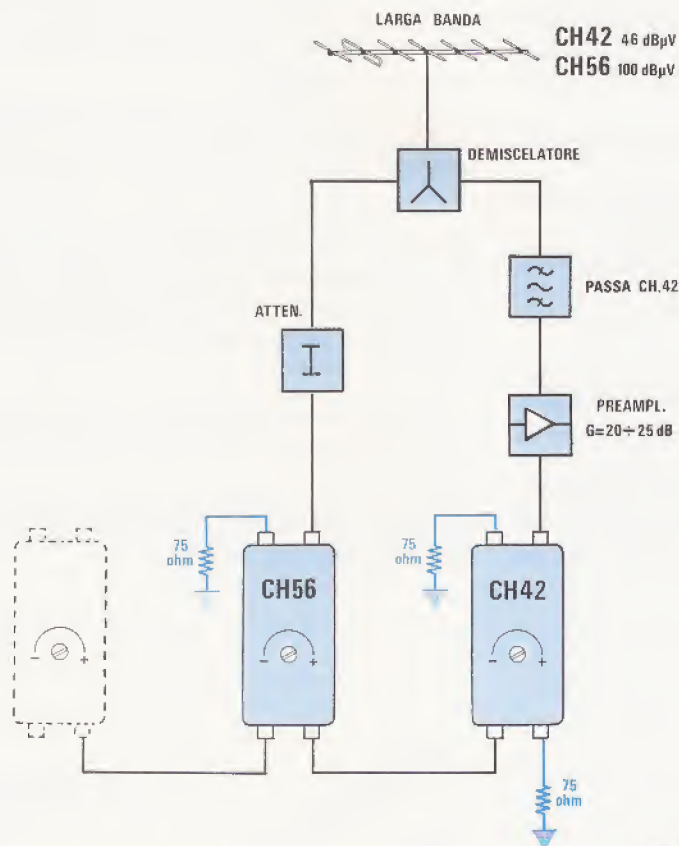 LARGA BANDA
CH42 46 dBµV
CH56 100 dBµV
DEMISCELATORE
PASSA CH.42
ATTEN.
PREAMPL.
G=20÷25 dB
75
ohm
75
ohm
CH56
CH42
- +
- +
- +
75
ohm